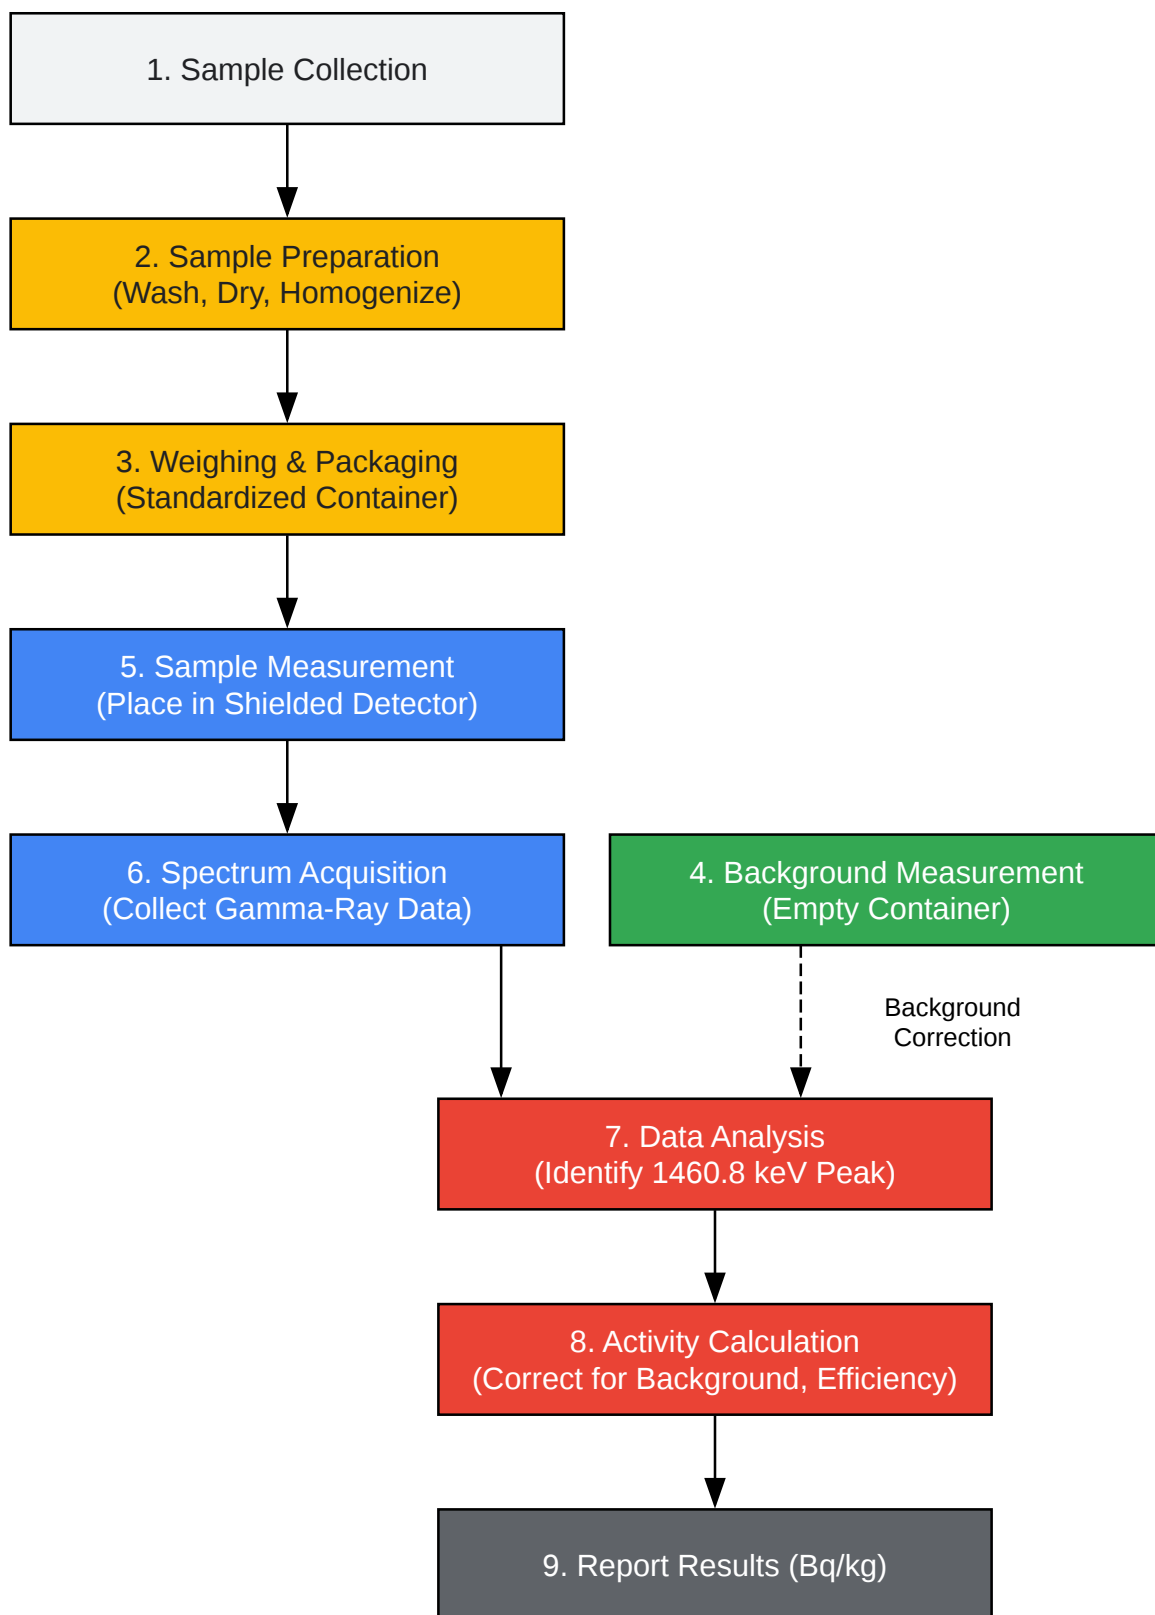 1. Sample Collection
2. Sample Preparation
(Wash, Dry, Homogenize)
3. Weighing & Packaging
(Standardized Container)
5. Sample Measurement
(Place in Shielded Detector)
6. Spectrum Acquisition
(Collect Gamma-Ray Data)
4. Background Measurement
(Empty Container)
Background
Correction
7. Data Analysis
(Identify 1460.8 keV Peak)
8. Activity Calculation
(Correct for Background, Efficiency)
9. Report Results (Bq/kg)